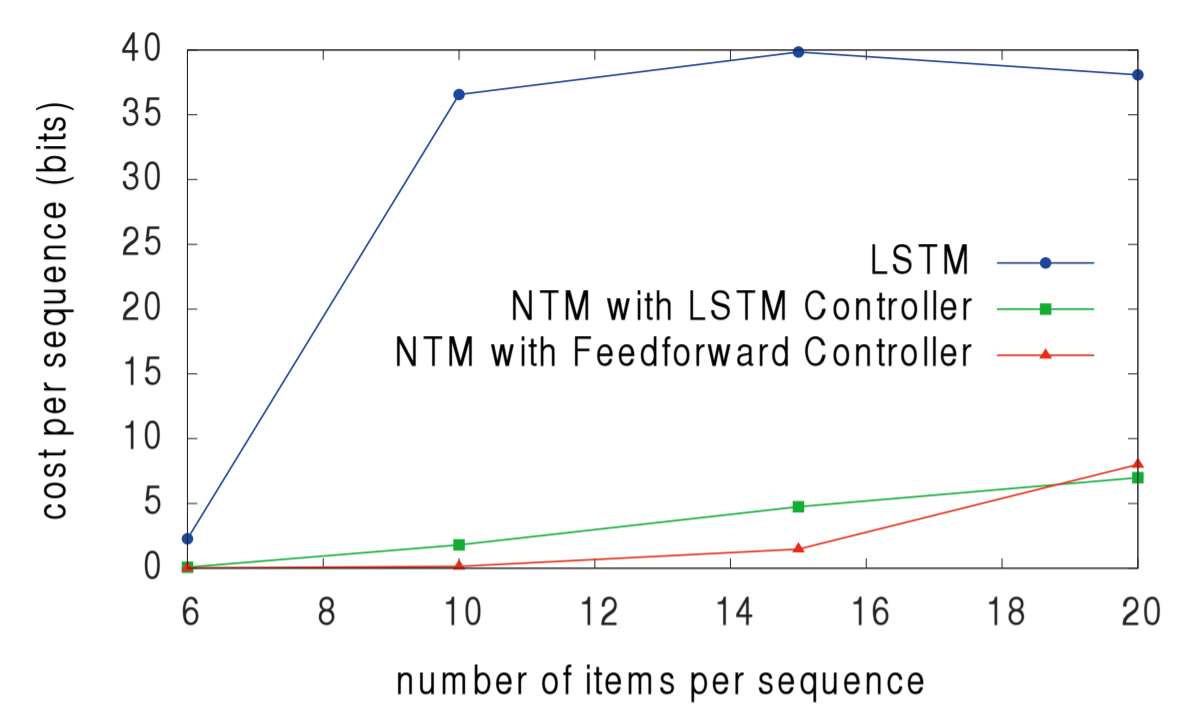 40
35
30
25
20
15
10
5
0
cost per sequence (bits)
LSTM
NTM with LSTM Controller
NTM with Feedforward Controller
6 8 10 12 14 16 18 20
number of items per sequence